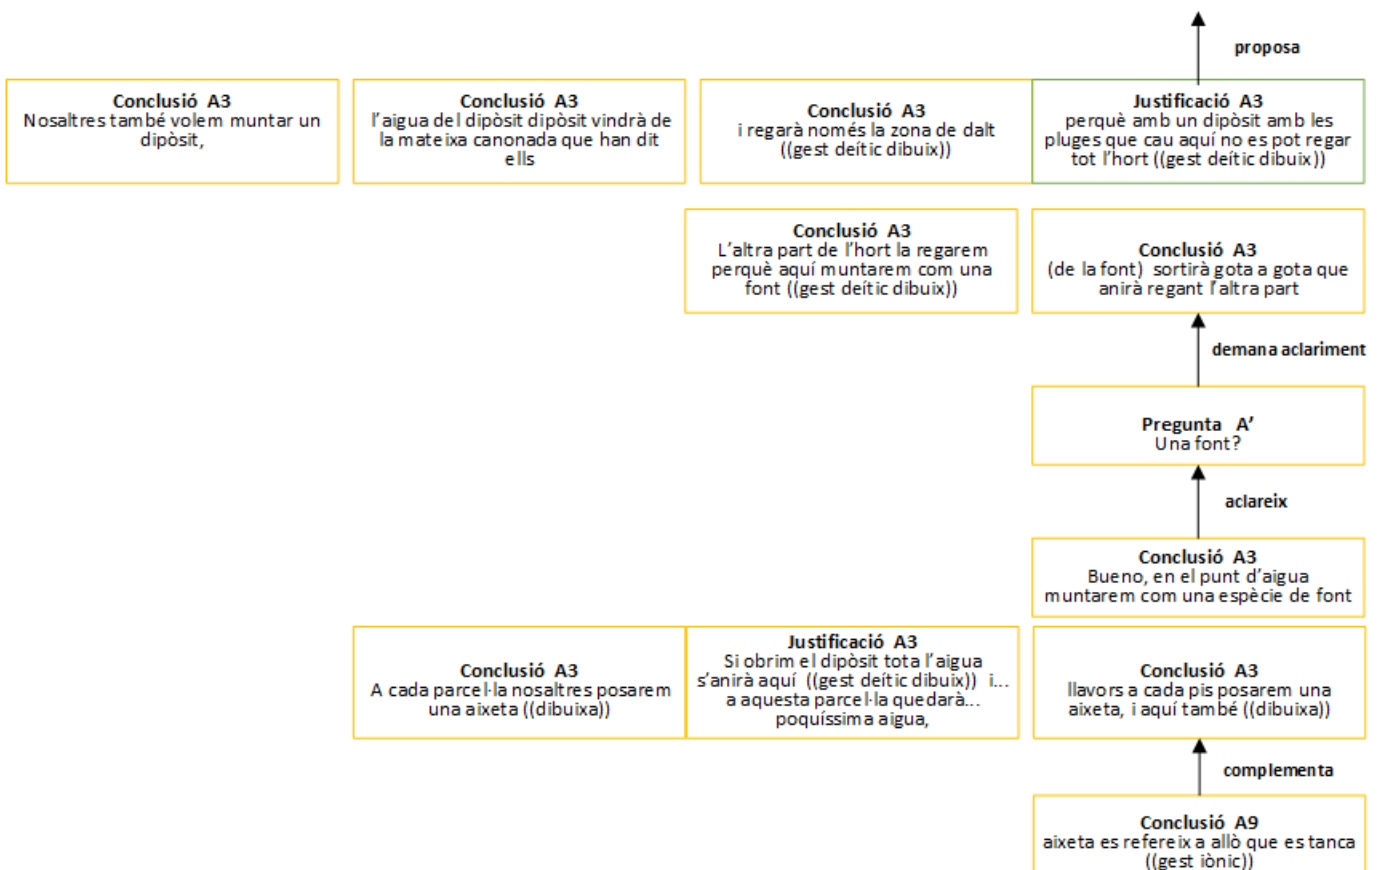 proposa
Conclusió A3
Nosaltres també volem muntar un
dipòsit,
Conclusió A3
l'aigua del dipòsit dipòsit vindrà de
la mateixa canonada que han dit
ells
Conclusió A3
i regarà només la zona de dalt
((gest deític dibuix))
Justificació A3
perquè amb un dipòsit amb les
pluges que cau aquí no es pot regar
tot l'hort ((gest deític dibuix))
Conclusió A3
L'altra part de l'hort la regarem
perquè aquí muntarem com una
font ((gest deític dibuix))
Conclusió A3
(de la font) sortirà gota a gota que
anirà regant l'altra part
demana aclariment
Pregunta A'
Una font?
aclareix
Conclusió A3
Bueno, en el punt d'aigua
muntarem com una espècie de font
Conclusió A3
A cada parcel·la nosaltres posarem
una aixeta ((dibuixa))
Justificació A3
Si obrim el dipòsit tota l'aigua
s'anirà aquí ((gest deític dibuix)) i...
a aquesta parcel·la quedarà...
poquíssima aigua,
Conclusió A3
llavors a cada pis posarem una
aixeta, i aquí també ((dibuixa))
complementa
Conclusió A9
aixeta es refereix a allò que es tanca
((gest iònic))